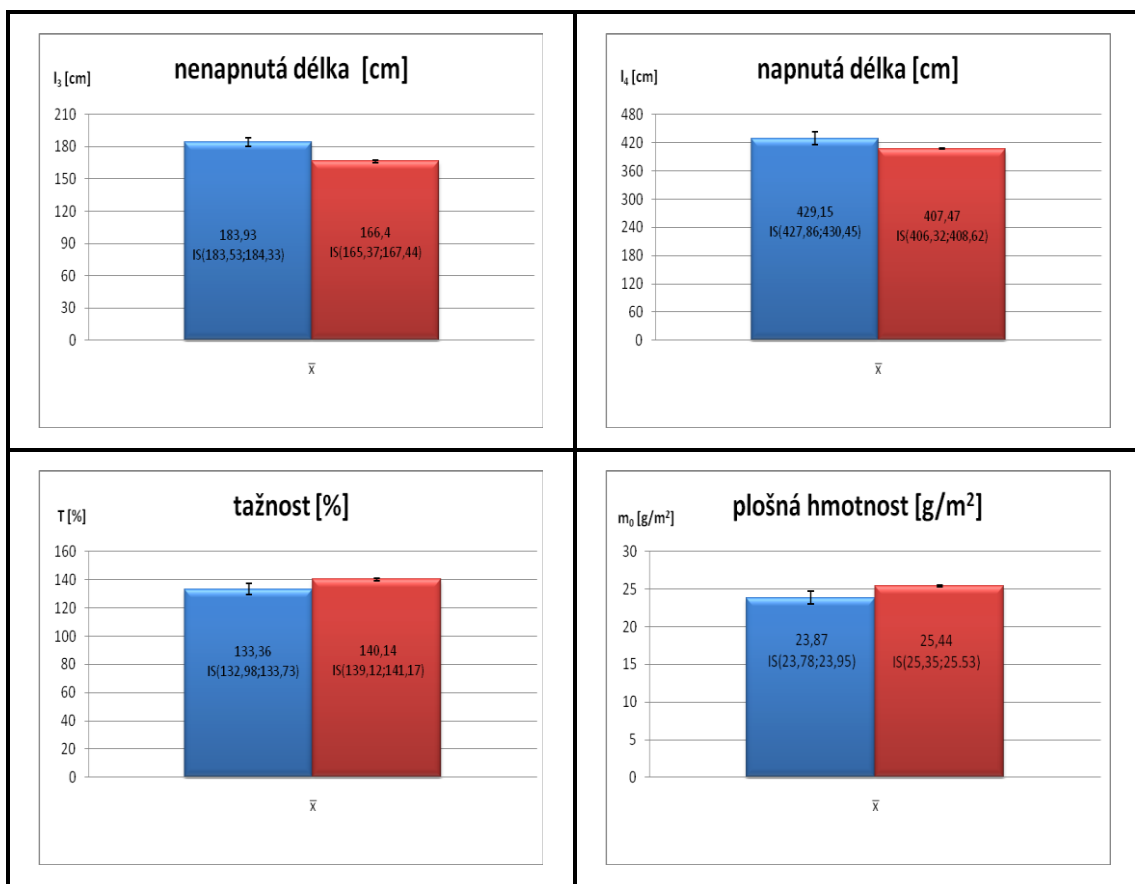 nenapnutá délka [cm]
l₃ [cm]
210
180
150
120
90
60
30
0
183,93
IS(183,53;184,33)
166,4
IS(165,37;167,44)
x̄
napnutá délka [cm]
l₄ [cm]
480
420
360
300
240
180
120
60
0
429,15
IS(427,86;430,45)
407,47
IS(406,32;408,62)
x̄
tažnost [%]
T [%]
160
140
120
100
80
60
40
20
0
133,36
IS(132,98;133,73)
140,14
IS(139,12;141,17)
x̄
plošná hmotnost [g/m²]
m₀ [g/m²]
30
25
20
15
10
5
0
23,87
IS(23,78;23,95)
25,44
IS(25,35;25.53)
x̄